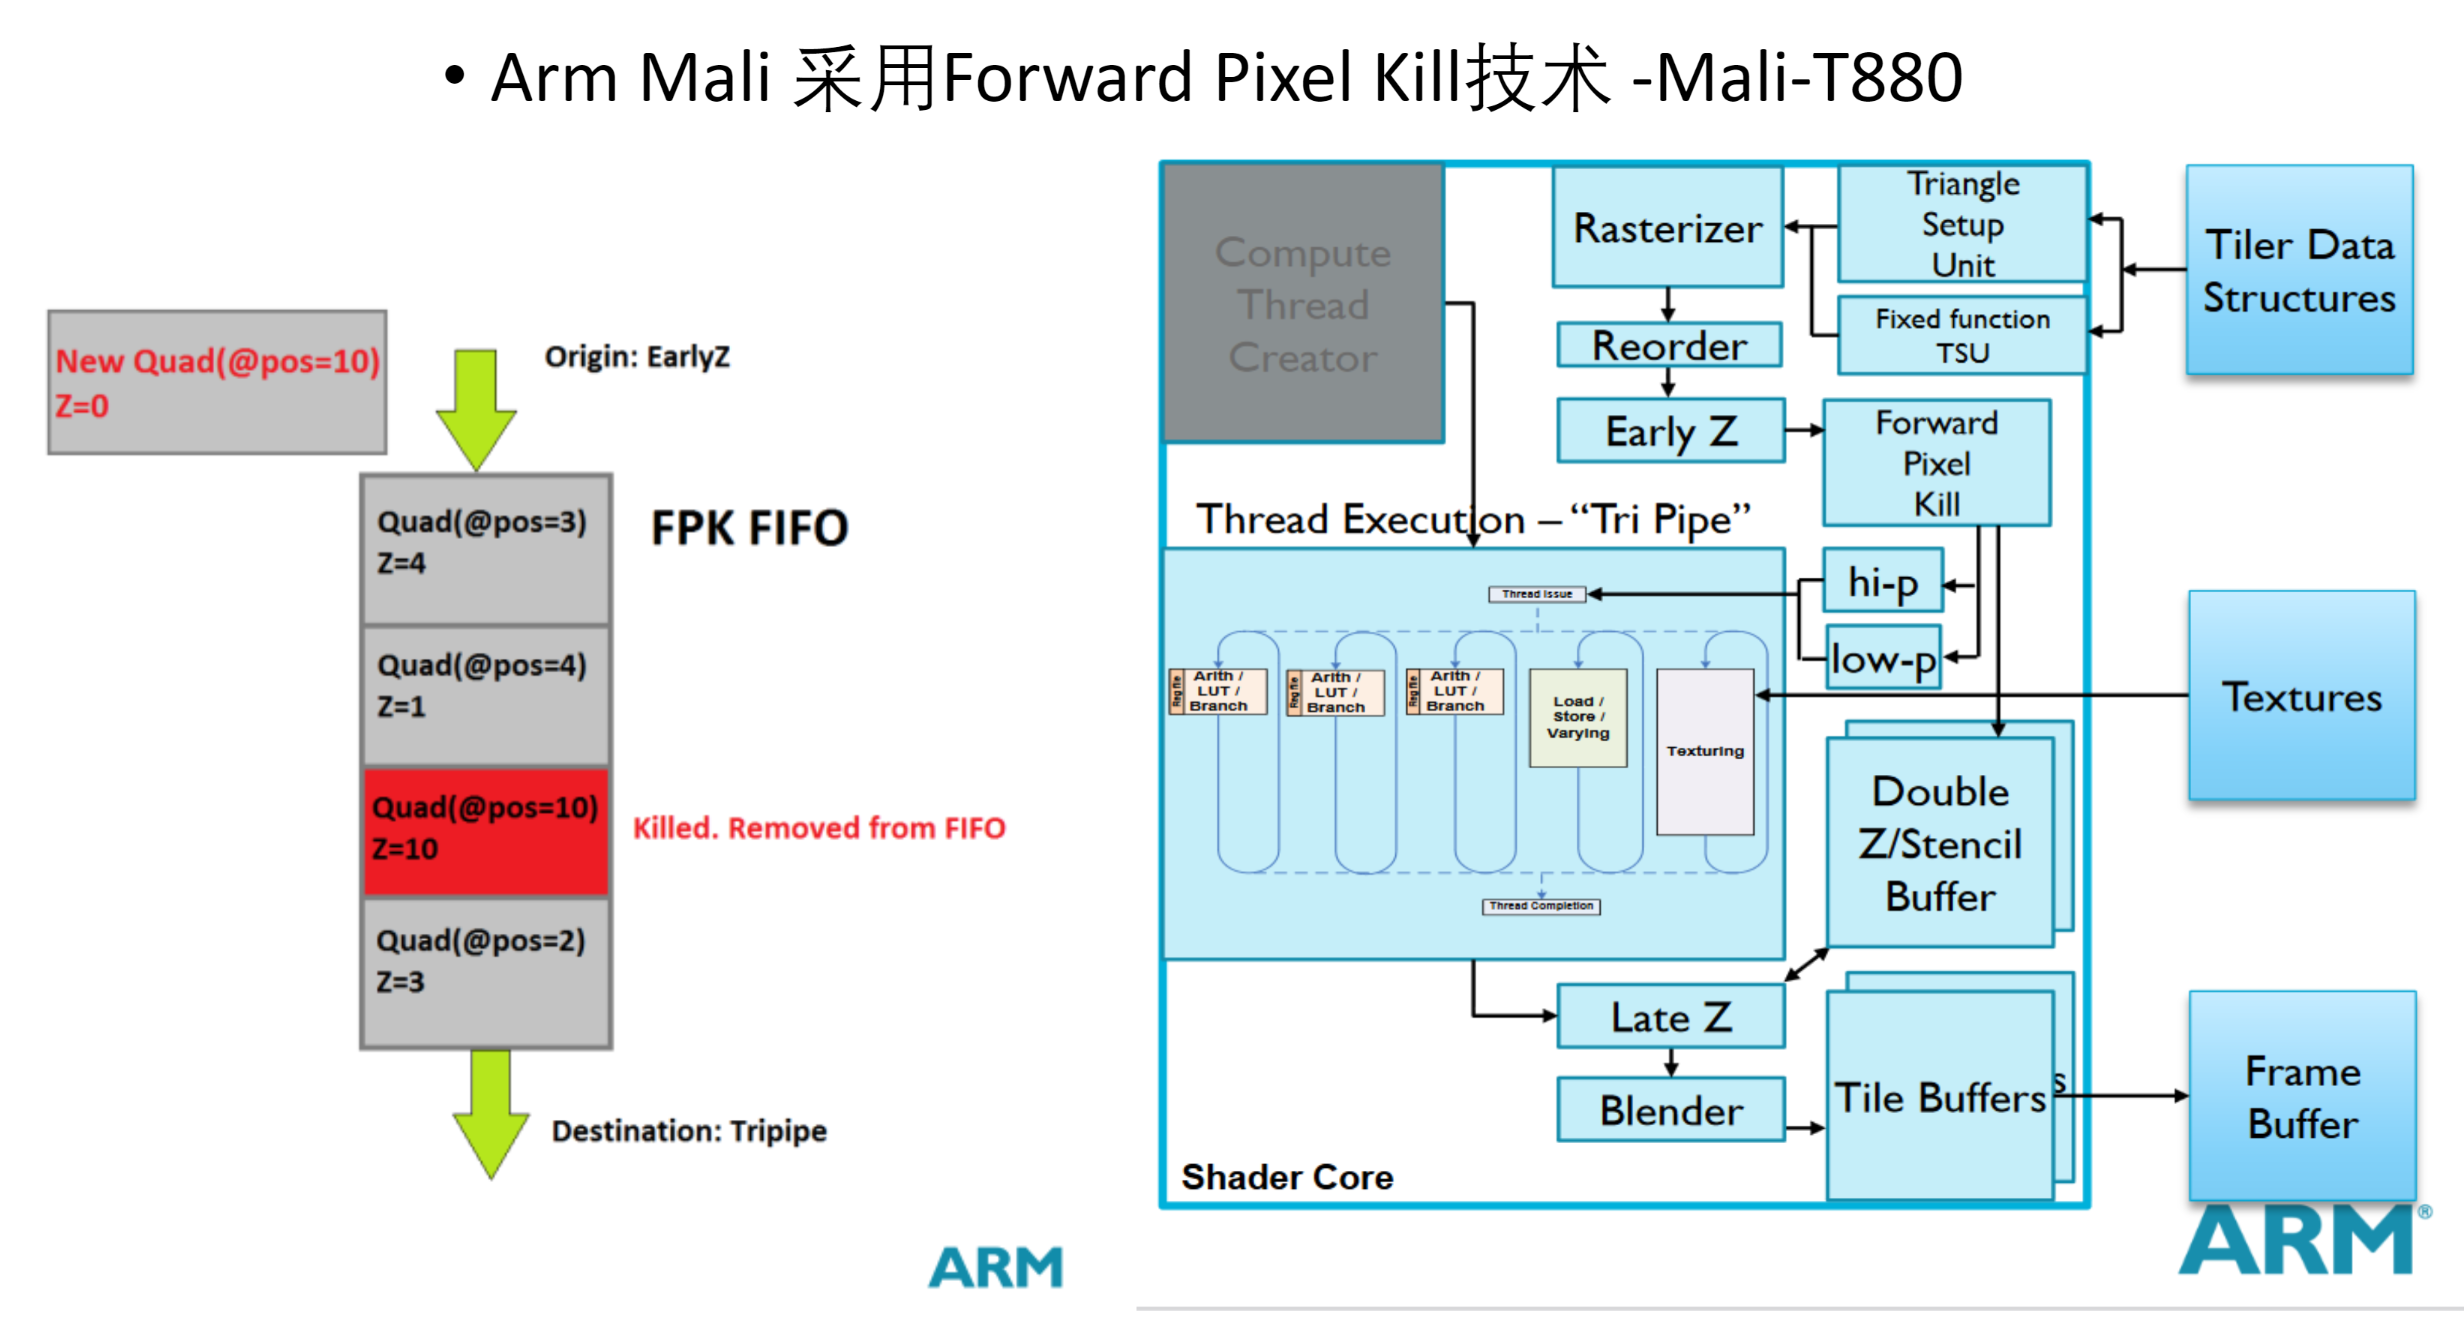 • Arm Mali 采用Forward Pixel Kill技术 -Mali-T880
New Quad(@pos=10)
Z=0
Origin: EarlyZ
FPK FIFO
Quad(@pos=3)
Z=4
Quad(@pos=4)
Z=1
Quad(@pos=10)
Z=10
Killed. Removed from FIFO
Quad(@pos=2)
Z=3
Destination: Tripipe
ARM
Compute
Thread
Creator
Rasterizer
Triangle
Setup
Unit
Fixed function
TSU
Tiler Data
Structures
Reorder
Early Z
Forward
Pixel
Kill
Thread Execution – “Tri Pipe”
hi-p
low-p
Thread Issue
Reg file
Arith /
LUT /
Branch
Reg file
Arith /
LUT /
Branch
Reg file
Arith /
LUT /
Branch
Load /
Store /
Varying
Texturing
Thread Completion
Textures
Double
Z/Stencil
Buffer
Late Z
Blender
Tile Buffers
s
Frame
Buffer
Shader Core
ARM®